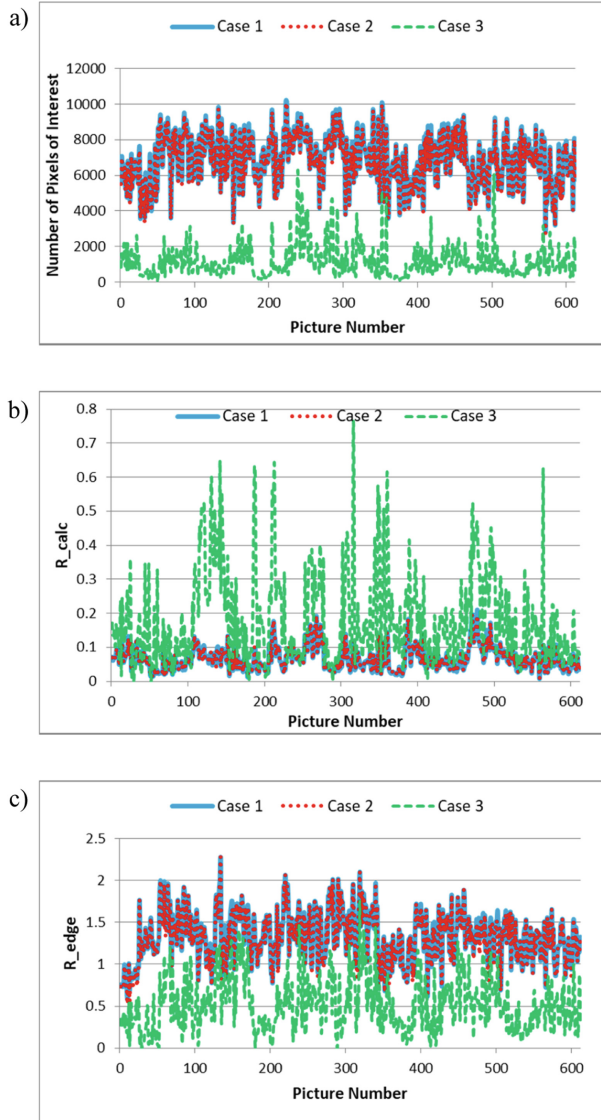 a)
Case 1 Case 2 Case 3
12000
10000
8000
6000
4000
2000
0
Number of Pixels of Interest
0 100 200 300 400 500 600
Picture Number
b)
Case 1 Case 2 Case 3
0.8
0.7
0.6
0.5
0.4
0.3
0.2
0.1
0
R_calc
0 100 200 300 400 500 600
Picture Number
c)
Case 1 Case 2 Case 3
2.5
2
1.5
1
0.5
0
R_edge
0 100 200 300 400 500 600
Picture Number